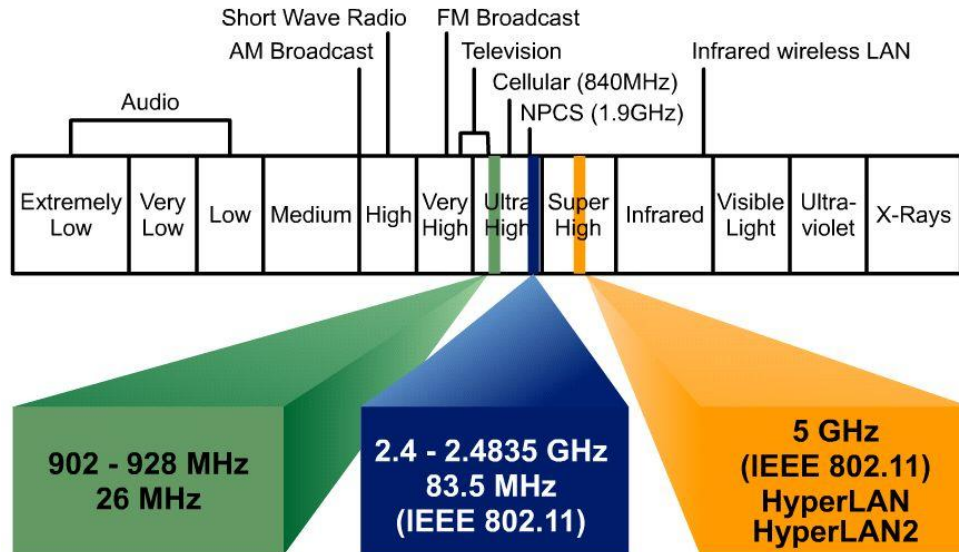 Short Wave Radio
FM Broadcast
AM Broadcast
Television
Infrared wireless LAN
Cellular (840MHz)
NPCS (1.9GHz)
Audio
Extremely
Low
Very
Low
Low
Medium
High
Very
High
Ultra
High
Super
High
Infrared
Visible
Light
Ultra-
violet
X-Rays
902 - 928 MHz
26 MHz
2.4 - 2.4835 GHz
83.5 MHz
(IEEE 802.11)
5 GHz
(IEEE 802.11)
HyperLAN
HyperLAN2